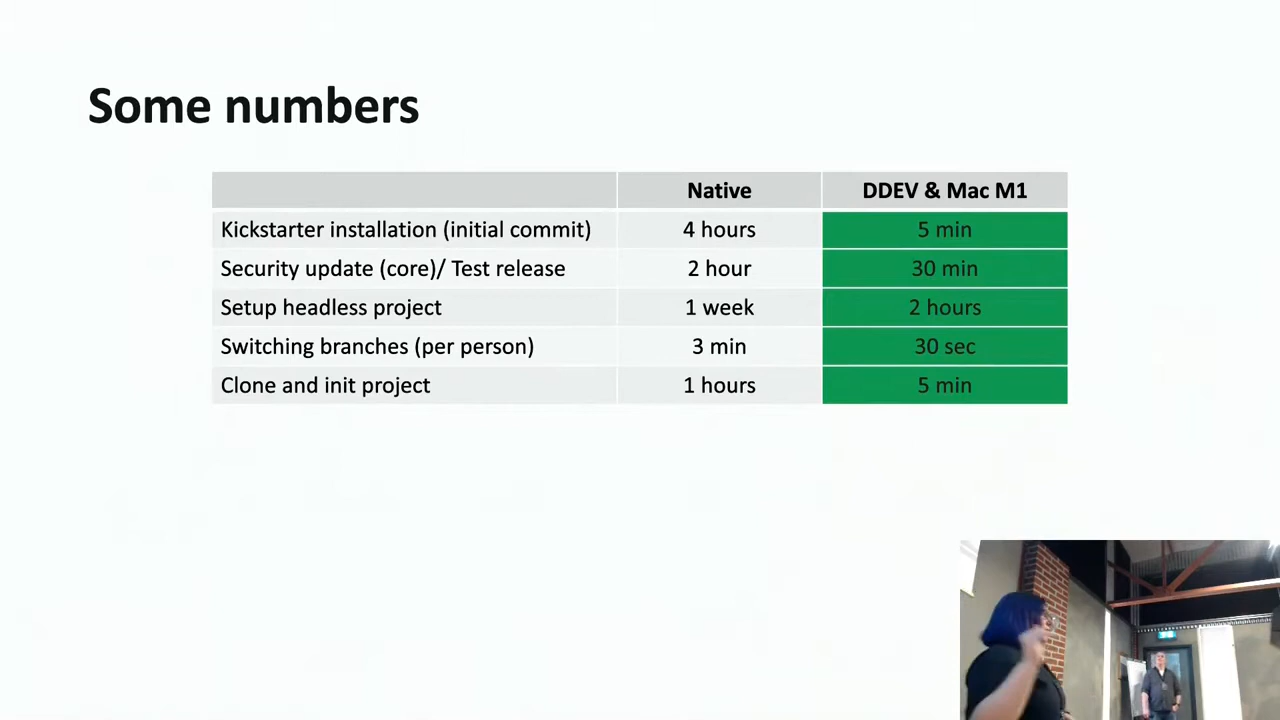 Some numbers
Native DDEV & Mac M1
Kickstarter installation (initial commit) 4 hours 5 min
Security update (core)/ Test release 2 hour 30 min
Setup headless project 1 week 2 hours
Switching branches (per person) 3 min 30 sec
Clone and init project 1 hours 5 min